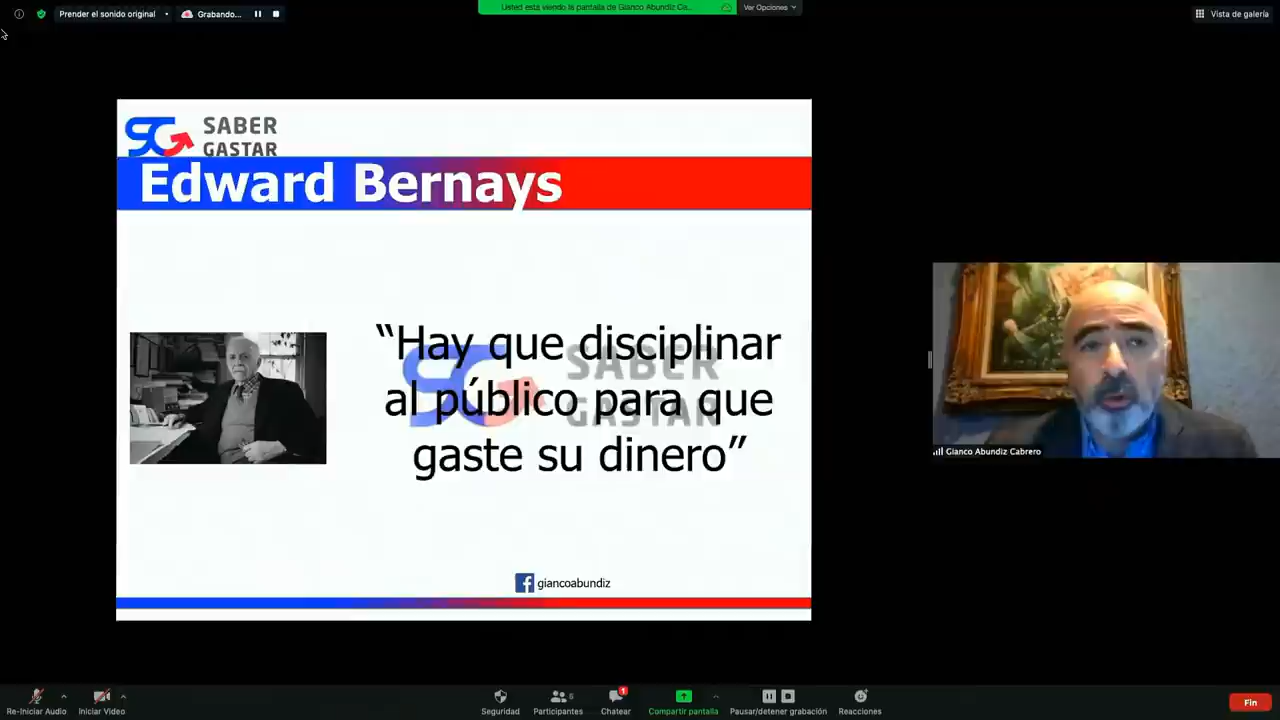 Prender el sonido original
Grabando...
Usted está viendo la pantalla de Gianco Abundiz Ca...
Ver Opciones
Vista de galería
SABER
GASTAR
Edward Bernays
SABER
GASTAR
“Hay que disciplinar
al público para que
gaste su dinero”
giancoabundiz
Gianco Abundiz Cabrero
Re-Iniciar Audio
Iniciar Video
Seguridad
Participantes
6
Chatear
1
Compartir pantalla
Pausar/detener grabación
Reacciones
Fin